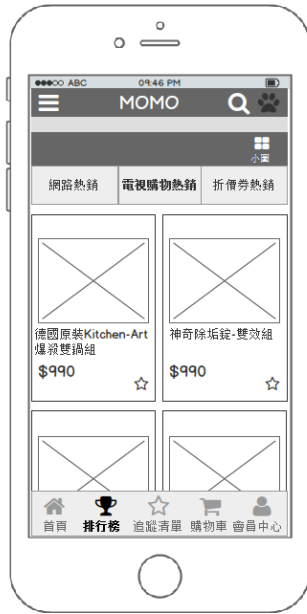 ABC 09:46 PM
MOMO
小圖
網路熱銷 電視購物熱銷 折價券熱銷
德國原裝Kitchen-Art
爆殺雙鍋組
$990
神奇除垢錠-雙效組
$990
首頁 排行榜 追蹤清單 購物車 會員中心